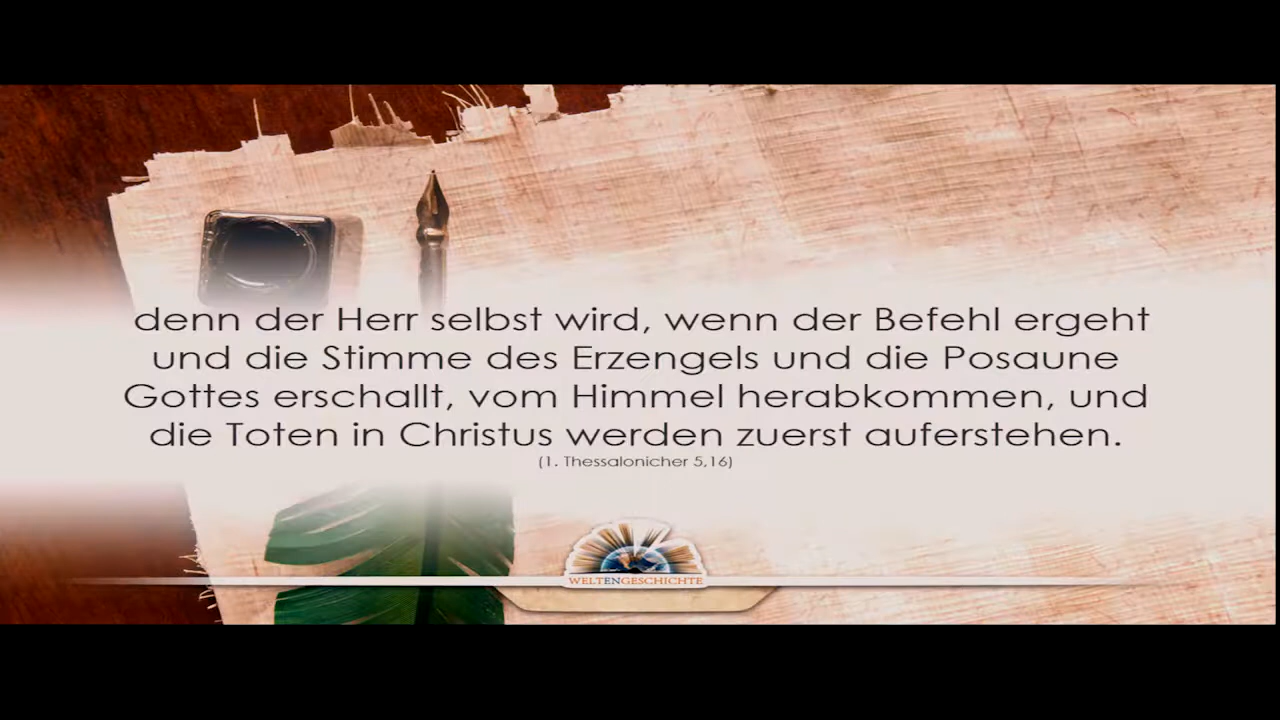 denn der Herr selbst wird, wenn der Befehl ergeht
und die Stimme des Erzengels und die Posaune
Gottes erschallt, vom Himmel herabkommen, und
die Toten in Christus werden zuerst auferstehen.
(1. Thessalonicher 5,16)
WELTENGESCHICHTE